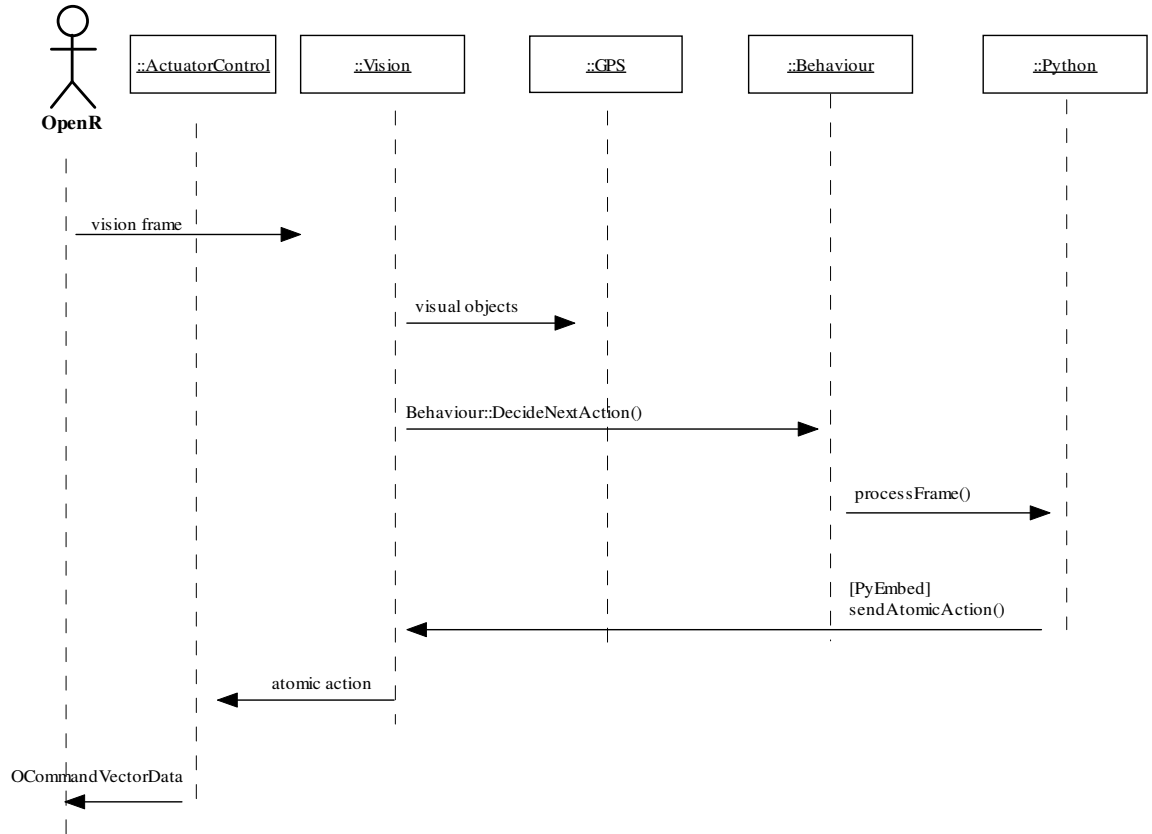 ::ActuatorControl
::Vision
::GPS
::Behaviour
::Python
OpenR
vision frame
visual objects
Behaviour::DecideNextAction()
processFrame()
[PyEmbed]
sendAtomicAction()
atomic action
OCommandVectorData